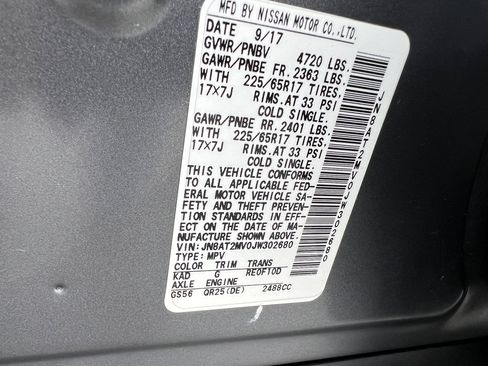 MFD BY NISSAN MOTOR CO.,LTD.
DATE 9/17
GVWR/PNBV 4720 LBS.
GAWR/PNBE FR. 2363 LBS.
WITH 225/65R17 TIRES,
17X7J RIMS.AT 33 PSI
COLD SINGLE.
GAWR/PNBE RR. 2401 LBS.
WITH 225/65R17 TIRES,
17X7J RIMS.AT 33 PSI
COLD SINGLE.
THIS VEHICLE CONFORMS
TO ALL APPLICABLE FED-
ERAL MOTOR VEHICLE SA-
FETY AND THEFT PREVEN-
TION STANDARDS IN EFF-
ECT ON THE DATE OF MA-
NUFACTURE SHOWN ABOVE.
VIN:JN8AT2MV0JW302680
TYPE: MPV
COLOR TRIM TRANS
KAD G RE0F10D
AXLE ENGINE
GS56 QR25(DE) 2488CC
JN8AT2MV0JW302680